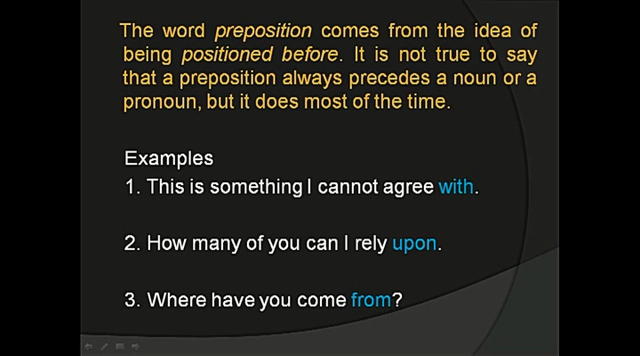 The word preposition comes from the idea of
being positioned before. It is not true to say
that a preposition always precedes a noun or a
pronoun, but it does most of the time.
Examples
1. This is something I cannot agree with.
2. How many of you can I rely upon.
3. Where have you come from?